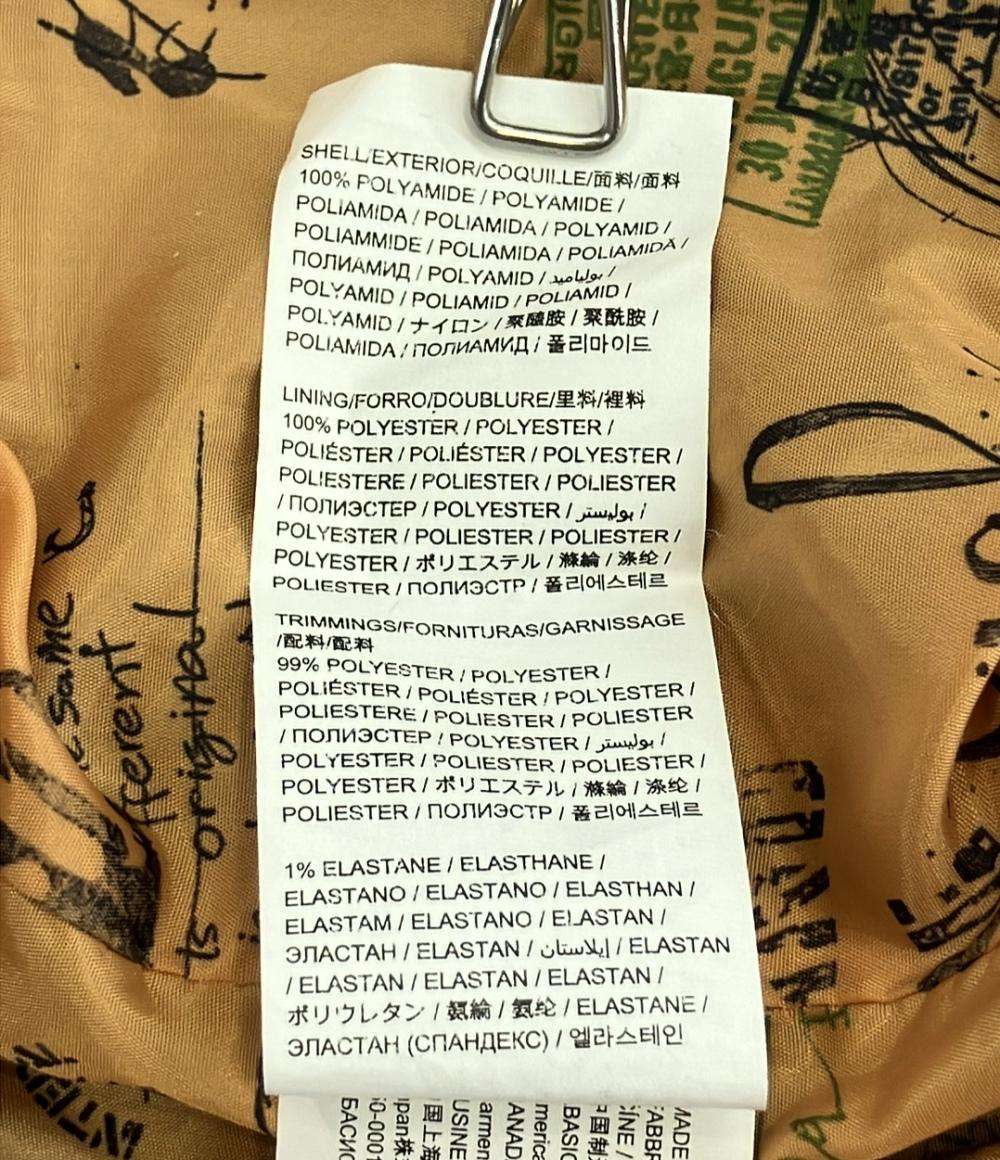 SHELL/EXTERIOR/COQUILLE/面料/面料
100% POLYAMIDE / POLYAMIDE /
POLIAMIDA / POLIAMIDA / POLYAMID /
POLIAMMIDE / POLIAMIDA / POLIAMIDĂ /
ПОЛИАМИД / POLYAMID / بولياميد /
POLYAMID / POLIAMID / POLIAMID /
POLYAMID / ナイロン / 聚醯胺 / 聚酰胺 /
POLIAMIDA / ПОЛИАМИД / 폴리마이드
LINING/FORRO/DOUBLURE/里料/裡料
100% POLYESTER / POLYESTER /
POLIÉSTER / POLIÉSTER / POLYESTER /
POLIESTERE / POLIESTER / POLIESTER
/ ПОЛИЭСТЕР / POLYESTER / بوليستر /
POLYESTER / POLIESTER / POLIESTER /
POLYESTER / ポリエステル / 滌綸 / 涤纶 /
POLIESTER / ПОЛИЭСТР / 폴리에스테르
TRIMMINGS/FORNITURAS/GARNISSAGE
/配料/配料
99% POLYESTER / POLYESTER /
POLIÉSTER / POLIÉSTER / POLYESTER /
POLIESTERE / POLIESTER / POLIESTER
/ ПОЛИЭСТЕР / POLYESTER / بوليستر /
POLYESTER / POLIESTER / POLIESTER /
POLYESTER / ポリエステル / 滌綸 / 涤纶 /
POLIESTER / ПОЛИЭСТР / 폴리에스테르
1% ELASTANE / ELASTHANE /
ELASTANO / ELASTANO / ELASTHAN /
ELASTAM / ELASTANO / ELASTAN /
ЭЛАСТАН / ELASTAN / إيلاستان / ELASTAN
/ ELASTAN / ELASTAN / ELASTAN /
ポリウレタン / 氨綸 / 氨纶 / ELASTANE /
ЭЛАСТАН (СПАНДЕКС) / 엘라스테인
same
original
30 JUN